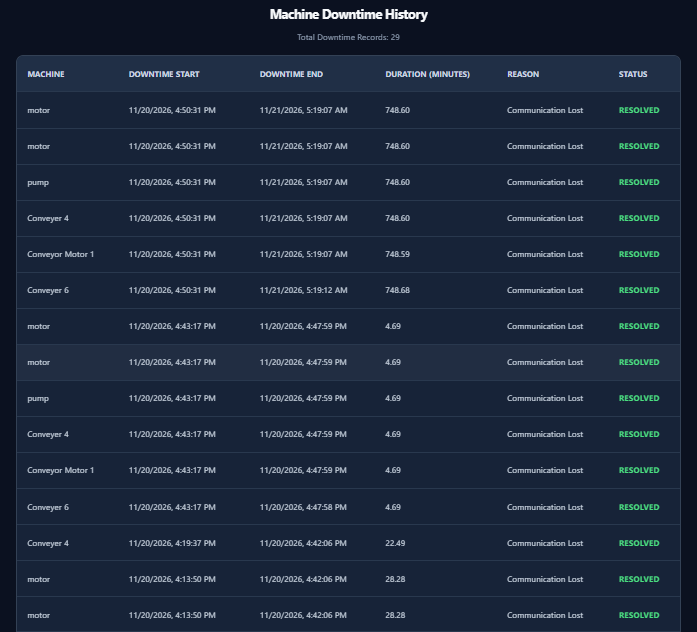 Machine Downtime History
Total Downtime Records: 29
MACHINE DOWNTIME START DOWNTIME END DURATION (MINUTES) REASON STATUS
motor 11/20/2026, 4:50:31 PM 11/21/2026, 5:19:07 AM 748.60 Communication Lost RESOLVED
motor 11/20/2026, 4:50:31 PM 11/21/2026, 5:19:07 AM 748.60 Communication Lost RESOLVED
pump 11/20/2026, 4:50:31 PM 11/21/2026, 5:19:07 AM 748.60 Communication Lost RESOLVED
Conveyer 4 11/20/2026, 4:50:31 PM 11/21/2026, 5:19:07 AM 748.60 Communication Lost RESOLVED
Conveyor Motor 1 11/20/2026, 4:50:31 PM 11/21/2026, 5:19:07 AM 748.59 Communication Lost RESOLVED
Conveyer 6 11/20/2026, 4:50:31 PM 11/21/2026, 5:19:12 AM 748.68 Communication Lost RESOLVED
motor 11/20/2026, 4:43:17 PM 11/20/2026, 4:47:59 PM 4.69 Communication Lost RESOLVED
motor 11/20/2026, 4:43:17 PM 11/20/2026, 4:47:59 PM 4.69 Communication Lost RESOLVED
pump 11/20/2026, 4:43:17 PM 11/20/2026, 4:47:59 PM 4.69 Communication Lost RESOLVED
Conveyer 4 11/20/2026, 4:43:17 PM 11/20/2026, 4:47:59 PM 4.69 Communication Lost RESOLVED
Conveyor Motor 1 11/20/2026, 4:43:17 PM 11/20/2026, 4:47:59 PM 4.69 Communication Lost RESOLVED
Conveyer 6 11/20/2026, 4:43:17 PM 11/20/2026, 4:47:58 PM 4.69 Communication Lost RESOLVED
Conveyer 4 11/20/2026, 4:19:37 PM 11/20/2026, 4:42:06 PM 22.49 Communication Lost RESOLVED
motor 11/20/2026, 4:13:50 PM 11/20/2026, 4:42:06 PM 28.28 Communication Lost RESOLVED
motor 11/20/2026, 4:13:50 PM 11/20/2026, 4:42:06 PM 28.28 Communication Lost RESOLVED